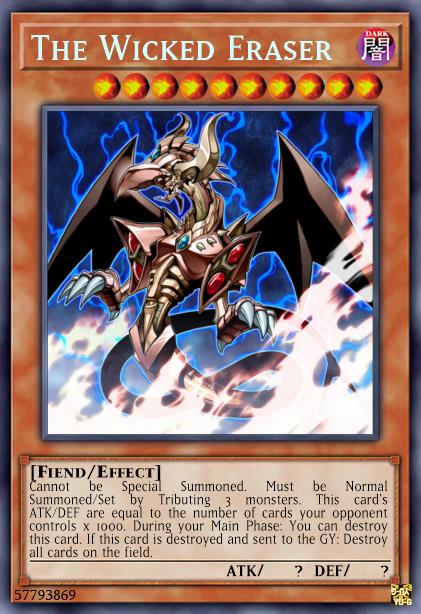 THE WICKED ERASER
DARK
闇
[FIEND/EFFECT]
Cannot be Special Summoned. Must be Normal
Summoned/Set by Tributing 3 monsters. This card's
ATK/DEF are equal to the number of cards your opponent
controls x 1000. During your Main Phase: You can destroy
this card. If this card is destroyed and sent to the GY: Destroy
all cards on the field.
ATK/ ? DEF/ ?
57793869